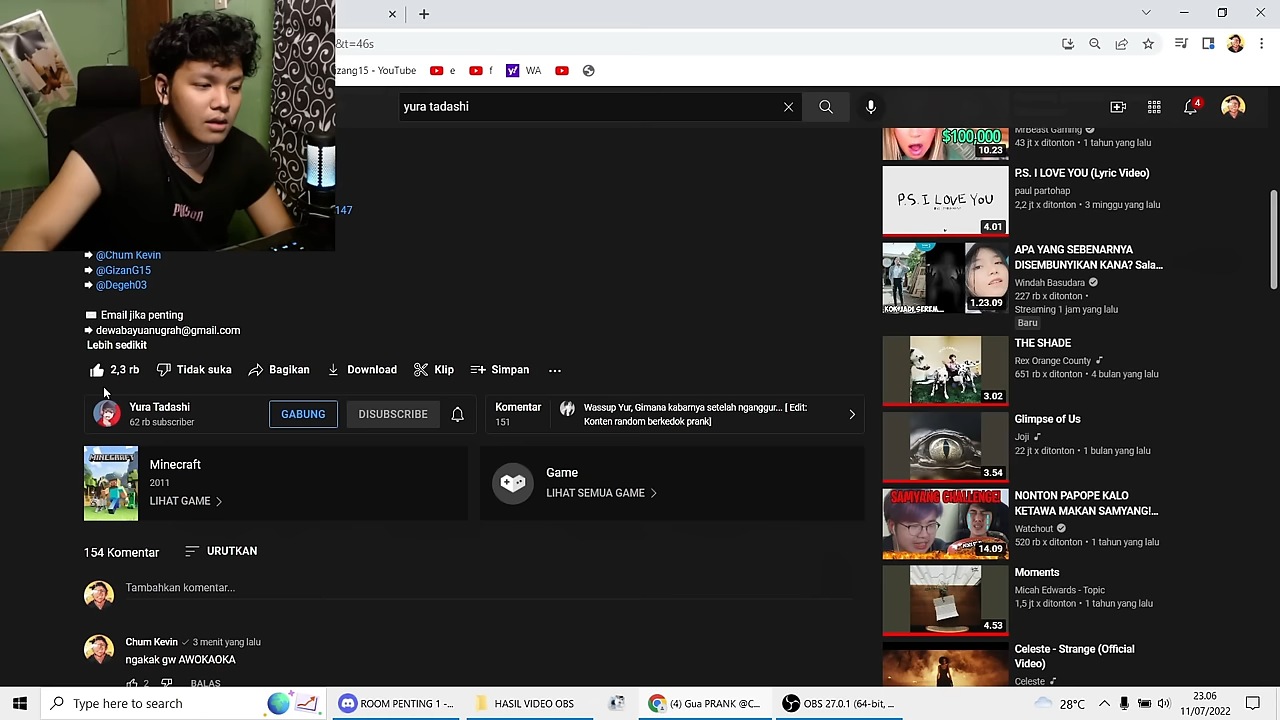 &t=46s
zang15 - YouTube
e
f
WA
yura tadashi
4
147
@Chum Kevin
@GizanG15
@Degeh03
Email jika penting
dewabayuanugrah@gmail.com
Lebih sedikit
2,3 rb
Tidak suka
Bagikan
Download
Klip
Simpan
Yura Tadashi
62 rb subscriber
GABUNG
DISUBSCRIBE
Komentar
151
Wassup Yur, Gimana kabarnya setelah nganggur... [ Edit:
Konten random berkedok prank]
MINECRAFT
Minecraft
2011
LIHAT GAME
Game
LIHAT SEMUA GAME
154 Komentar
URUTKAN
Tambahkan komentar...
Chum Kevin
3 menit yang lalu
ngakak gw AWOKAOKA
2
BALAS
$100,000
10.23
MrBeast Gaming
43 jt x ditonton • 1 tahun yang lalu
P.S. I LOVE YOU
4.01
P.S. I LOVE YOU (Lyric Video)
paul partohap
2,2 jt x ditonton • 3 minggu yang lalu
1.23.09
APA YANG SEBENARNYA
DISEMBUNYIKAN KANA? Sala...
Windah Basudara
227 rb x ditonton •
Streaming 1 jam yang lalu
Baru
3.02
THE SHADE
Rex Orange County
651 rb x ditonton • 4 bulan yang lalu
3.54
Glimpse of Us
Joji
22 jt x ditonton • 1 bulan yang lalu
SAMYANG CHALLENGE!
14.09
NONTON PAPOPE KALO
KETAWA MAKAN SAMYANG!...
Watchout
520 rb x ditonton • 1 tahun yang lalu
4.53
Moments
Micah Edwards - Topic
1,5 jt x ditonton • 1 tahun yang lalu
Celeste - Strange (Official
Video)
Celeste
Type here to search
ROOM PENTING 1 -...
HASIL VIDEO OBS
(4) Gua PRANK @C...
OBS 27.0.1 (64-bit, ...
28°C
23.06
11/07/2022